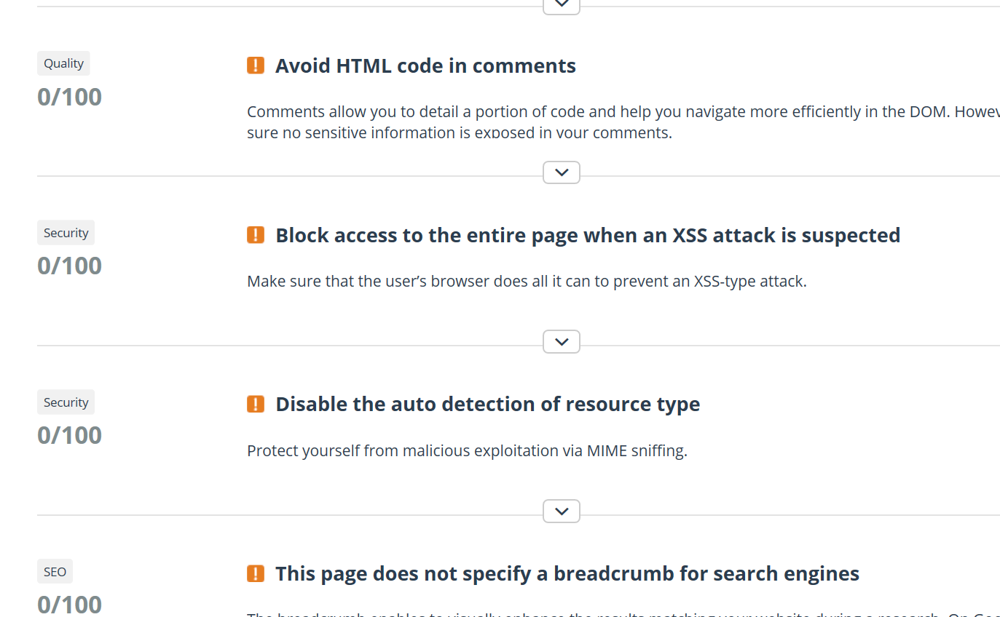 Quality
0/100
Avoid HTML code in comments
Comments allow you to detail a portion of code and help you navigate more efficiently in the DOM.
sure no sensitive information is exposed in your comments.
Security
0/100
Block access to the entire page when an XSS attack is suspected
Make sure that the user’s browser does all it can to prevent an XSS-type attack.
Security
0/100
Disable the auto detection of resource type
Protect yourself from malicious exploitation via MIME sniffing.
SEO
0/100
This page does not specify a breadcrumb for search engines
The breadcrumb enables to visually enhance the results matching your website during a research. On